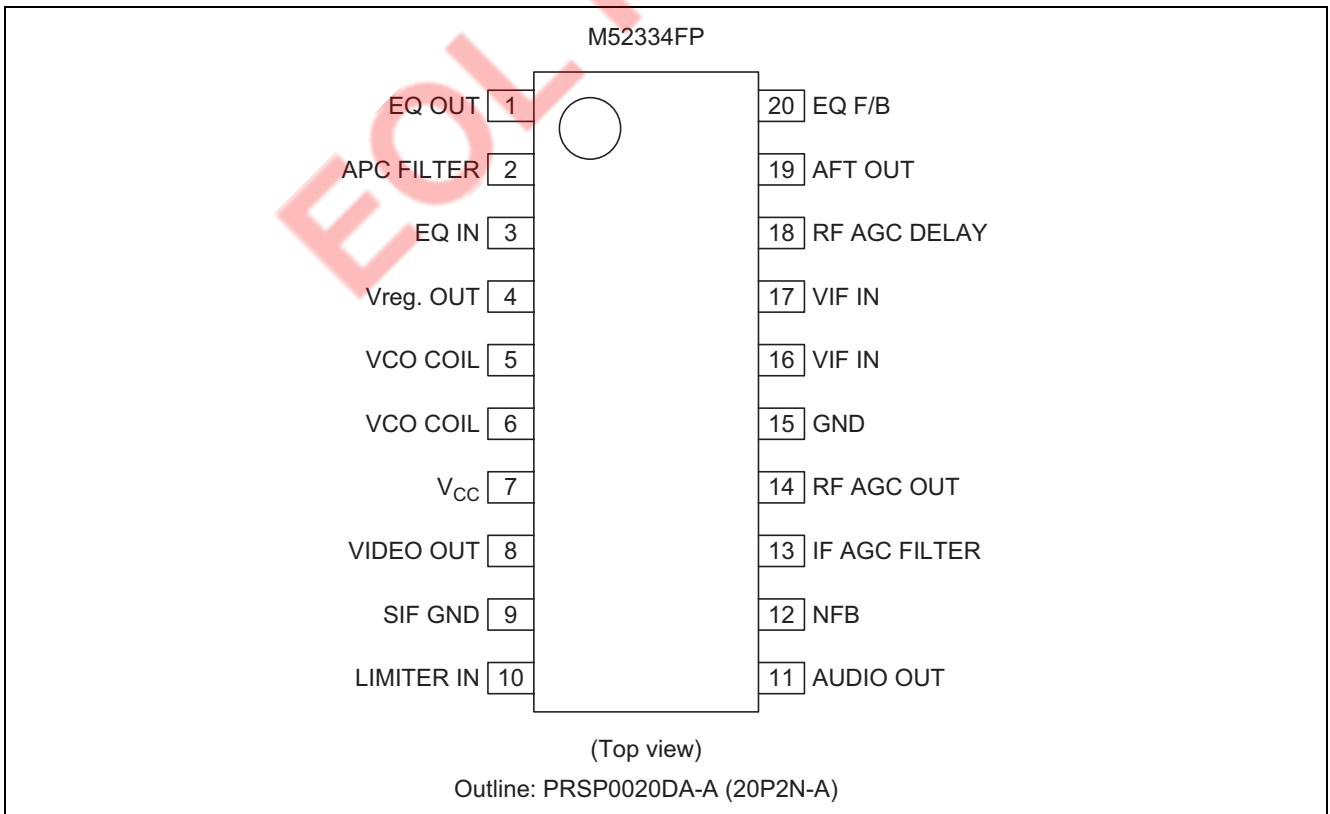 M52334FP
EQ OUT 1
20 EQ F/B
APC FILTER 2
19 AFT OUT
EQ IN 3
18 RF AGC DELAY
Vreg. OUT 4
17 VIF IN
VCO COIL 5
16 VIF IN
VCO COIL 6
15 GND
VCC 7
14 RF AGC OUT
VIDEO OUT 8
13 IF AGC FILTER
SIF GND 9
12 NFB
LIMITER IN 10
11 AUDIO OUT
(Top view)
Outline: PRSP0020DA-A (20P2N-A)
EOL